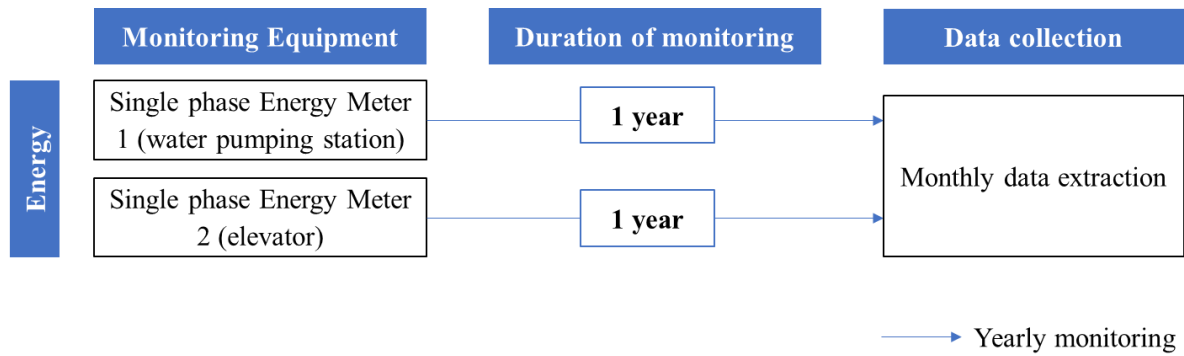 Monitoring Equipment
Duration of monitoring
Data collection
Energy
Single phase Energy Meter
1 (water pumping station)
1 year
Single phase Energy Meter
2 (elevator)
1 year
Monthly data extraction
Yearly monitoring